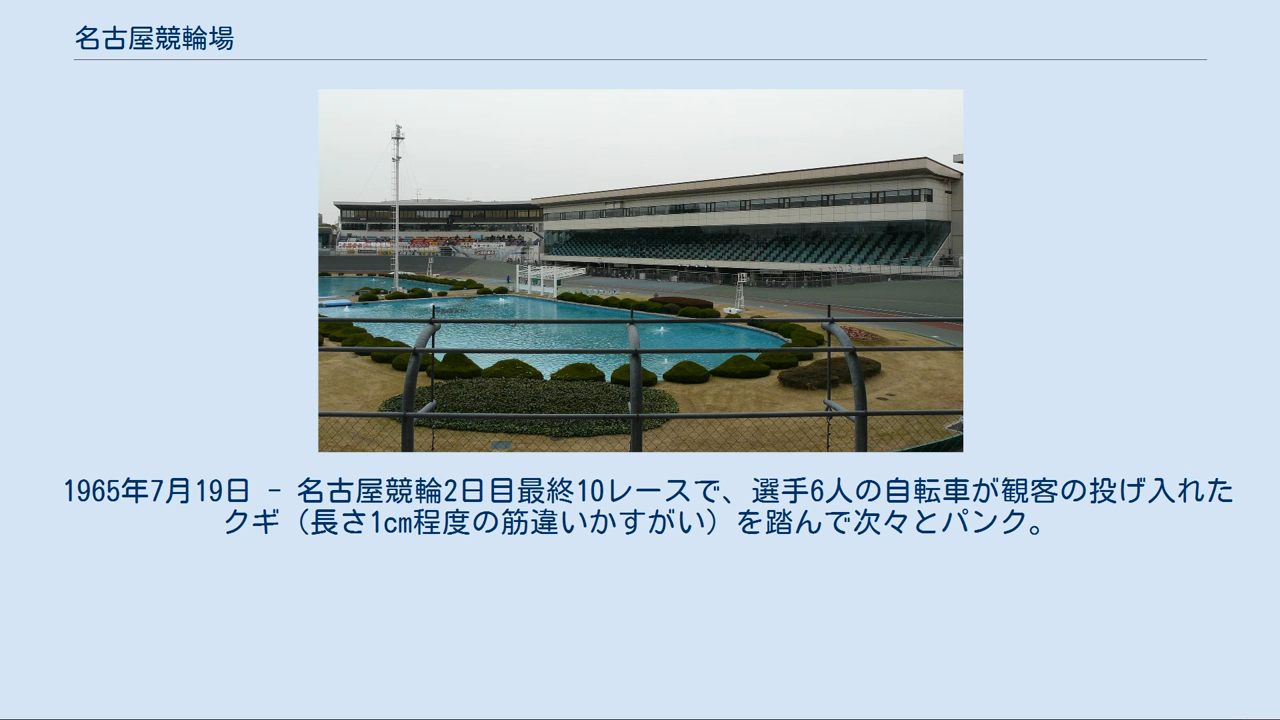 名古屋競輪場
1965年7月19日 - 名古屋競輪2日目最終10レースで、選手6人の自転車が観客の投げ入れた
クギ（長さ1cm程度の筋違いかすがい）を踏んで次々とパンク。